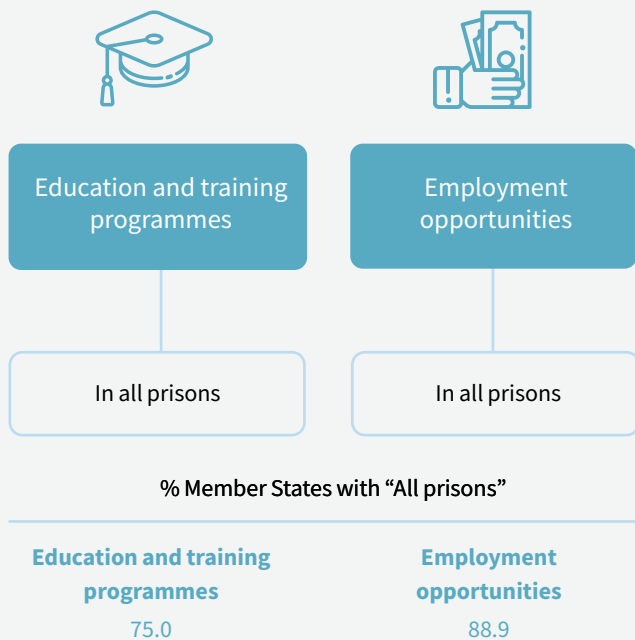 Education and training
programmes
Employment
opportunities
In all prisons
In all prisons
% Member States with “All prisons”
Education and training
programmes
Employment
opportunities
75.0
88.9